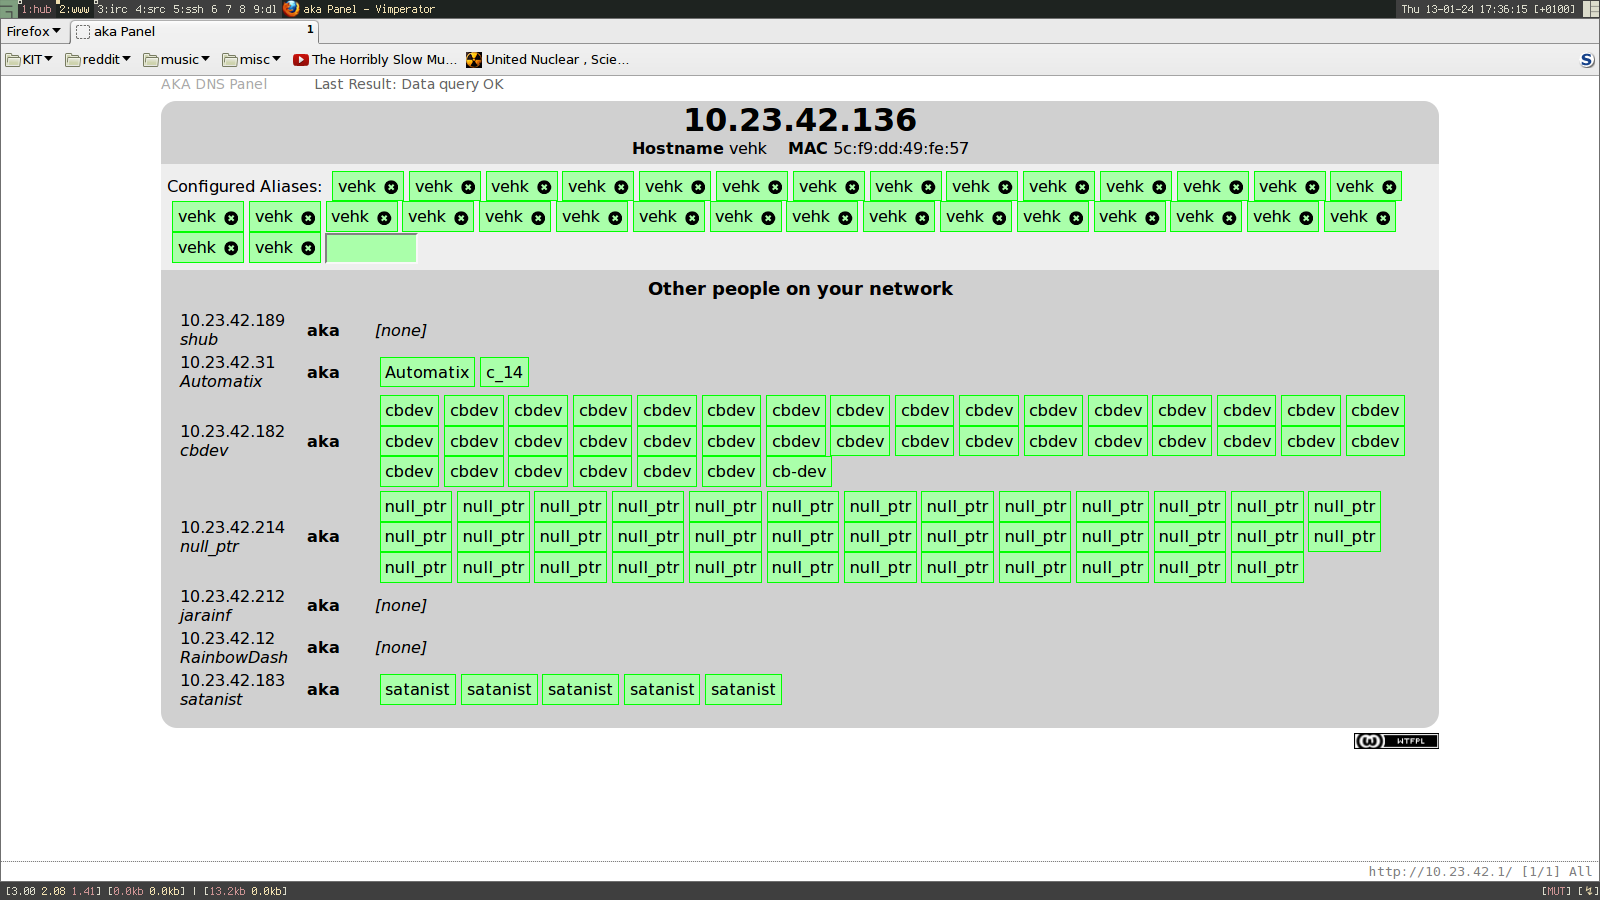 1:hub 2:www 3:irc 4:src 5:ssh 6 7 8 9:dl aka Panel - Vimperator Thu 13-01-24 17:36:15 [+0100]
Firefox aka Panel 1
KIT reddit music misc The Horribly Slow Mu... United Nuclear , Scie... S
AKA DNS Panel Last Result: Data query OK
10.23.42.136
Hostname vehk MAC 5c:f9:dd:49:fe:57
Configured Aliases: vehk vehk vehk vehk vehk vehk vehk vehk vehk vehk vehk vehk vehk vehk
vehk vehk vehk vehk vehk vehk vehk vehk vehk vehk vehk vehk vehk vehk vehk vehk
vehk vehk
Other people on your network
10.23.42.189
shub
aka [none]
10.23.42.31
Automatix
aka Automatix c_14
10.23.42.182
cbdev
aka
cbdev cbdev cbdev cbdev cbdev cbdev cbdev cbdev cbdev cbdev cbdev cbdev cbdev cbdev cbdev cbdev
cbdev cbdev cbdev cbdev cbdev cbdev cbdev cbdev cbdev cbdev cbdev cbdev cbdev cbdev cbdev cbdev
cbdev cbdev cbdev cbdev cbdev cbdev cb-dev
10.23.42.214
null_ptr
aka
null_ptr null_ptr null_ptr null_ptr null_ptr null_ptr null_ptr null_ptr null_ptr null_ptr null_ptr null_ptr null_ptr
null_ptr null_ptr null_ptr null_ptr null_ptr null_ptr null_ptr null_ptr null_ptr null_ptr null_ptr null_ptr null_ptr
null_ptr null_ptr null_ptr null_ptr null_ptr null_ptr null_ptr null_ptr null_ptr null_ptr null_ptr null_ptr
10.23.42.212
jarainf
aka [none]
10.23.42.12
RainbowDash
aka [none]
10.23.42.183
satanist
aka satanist satanist satanist satanist satanist
WTFPL
http://10.23.42.1/ [1/1] All
[3.00 2.08 1.41] [0.0kb 0.0kb] | [13.2kb 0.0kb] [MUT] [↯]